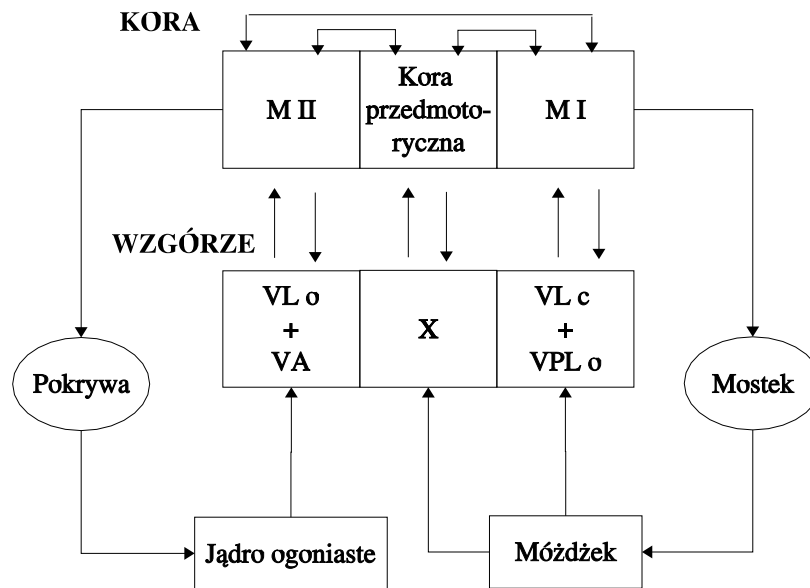 KORA
M II
Kora
przedmoto-
ryczna
M I
WZGÓRZE
VL o
+
VA
X
VL c
+
VPL o
Pokrywa
Mostek
Jądro ogoniaste
Móżdżek